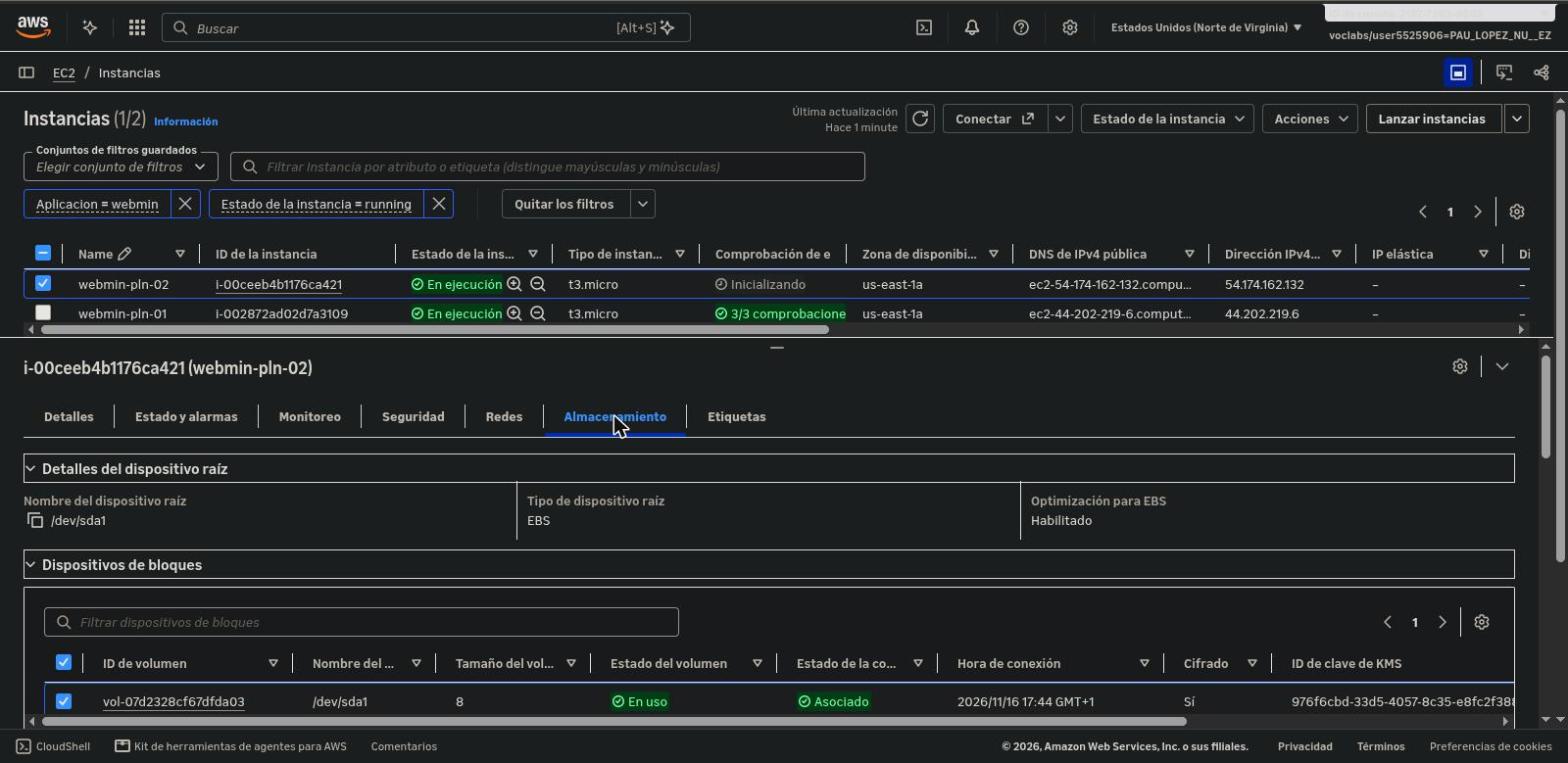 aws
Buscar [Alt+S]
Estados Unidos (Norte de Virginia)
voclabs/user5525906=PAU_LOPEZ_NU__EZ
EC2 / Instancias
Instancias (1/2) Información
Última actualización
Hace 1 minute
Conectar
Estado de la instancia
Acciones
Lanzar instancias
Conjuntos de filtros guardados
Elegir conjunto de filtros
Filtrar Instancia por atributo o etiqueta (distingue mayúsculas y minúsculas)
Aplicacion = webmin
Estado de la instancia = running
Quitar los filtros
1
Name ID de la instancia Estado de la ins... Tipo de instan... Comprobación de e Zona de disponibi... DNS de IPv4 pública Dirección IPv4... IP elástica Di
webmin-pln-02 i-00ceeb4b1176ca421 En ejecución t3.micro Inicializando us-east-1a ec2-54-174-162-132.compu... 54.174.162.132 – –
webmin-pln-01 i-002872ad02d7a3109 En ejecución t3.micro 3/3 comprobacione us-east-1a ec2-44-202-219-6.comput... 44.202.219.6 – –
i-00ceeb4b1176ca421 (webmin-pln-02)
Detalles Estado y alarmas Monitoreo Seguridad Redes Almacenamiento Etiquetas
Detalles del dispositivo raíz
Nombre del dispositivo raíz Tipo de dispositivo raíz Optimización para EBS
/dev/sda1 EBS Habilitado
Dispositivos de bloques
Filtrar dispositivos de bloques
1
ID de volumen Nombre del ... Tamaño del vol... Estado del volumen Estado de la co... Hora de conexión Cifrado ID de clave de KMS
vol-07d2328cf67dfda03 /dev/sda1 8 En uso Asociado 2026/11/16 17:44 GMT+1 Sí 976f6cbd-33d5-4057-8c35-e8fc2f388
CloudShell Kit de herramientas de agentes para AWS Comentarios © 2026, Amazon Web Services, Inc. o sus filiales. Privacidad Términos Preferencias de cookies